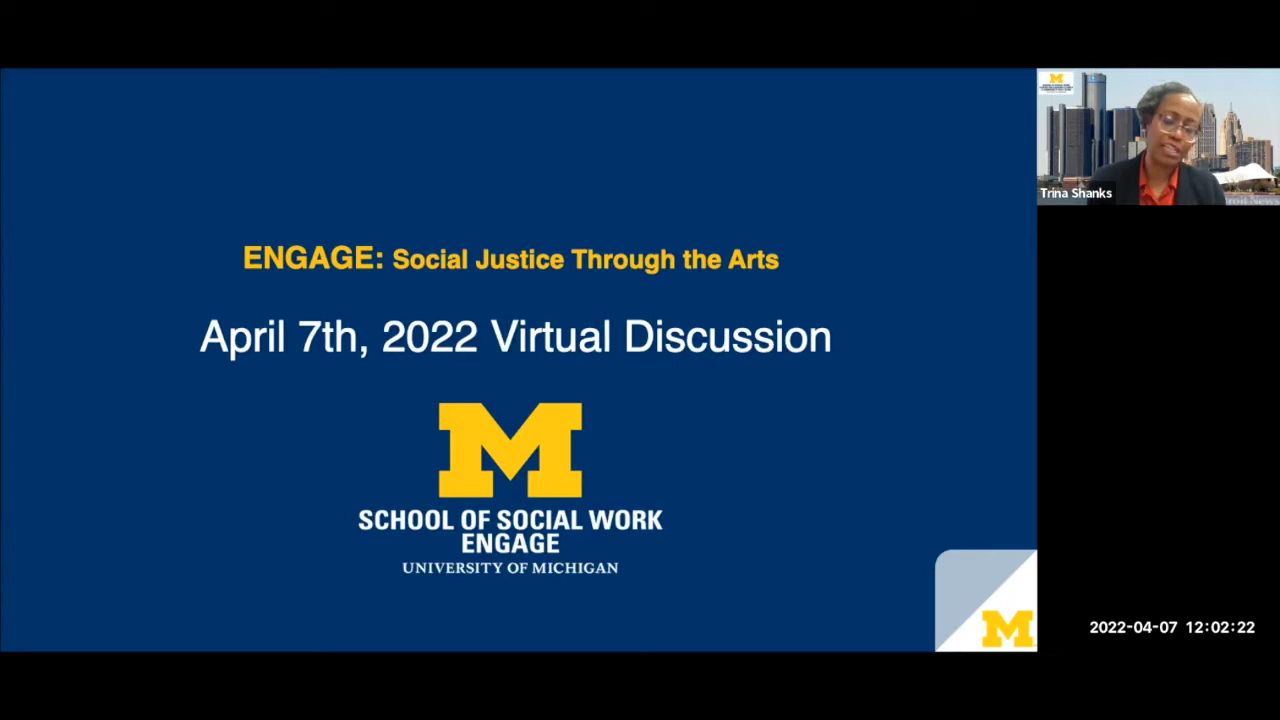 ENGAGE: Social Justice Through the Arts
April 7th, 2022 Virtual Discussion
M
SCHOOL OF SOCIAL WORK
ENGAGE
UNIVERSITY OF MICHIGAN
M
M
Trina Shanks
2022-04-07 12:02:22